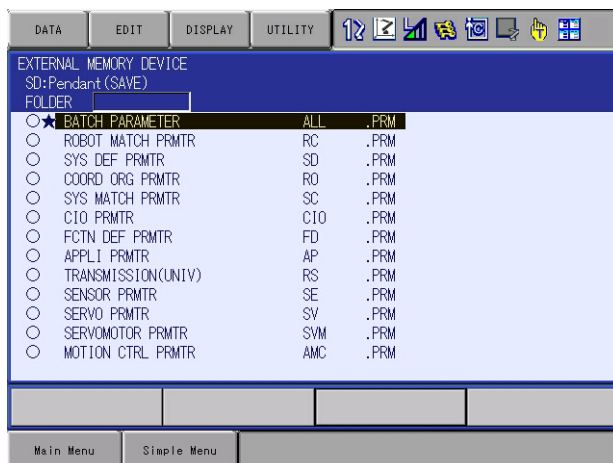 DATA EDIT DISPLAY UTILITY
EXTERNAL MEMORY DEVICE
SD:Pendant(SAVE)
FOLDER
BATCH PARAMETER ALL .PRM
ROBOT MATCH PRMTR RC .PRM
SYS DEF PRMTR SD .PRM
COORD ORG PRMTR RO .PRM
SYS MATCH PRMTR SC .PRM
CIO PRMTR CIO .PRM
FCTN DEF PRMTR FD .PRM
APPLI PRMTR AP .PRM
TRANSMISSION(UNIV) RS .PRM
SENSOR PRMTR SE .PRM
SERVO PRMTR SV .PRM
SERVOMOTOR PRMTR SVM .PRM
MOTION CTRL PRMTR AMC .PRM
Main Menu Simple Menu